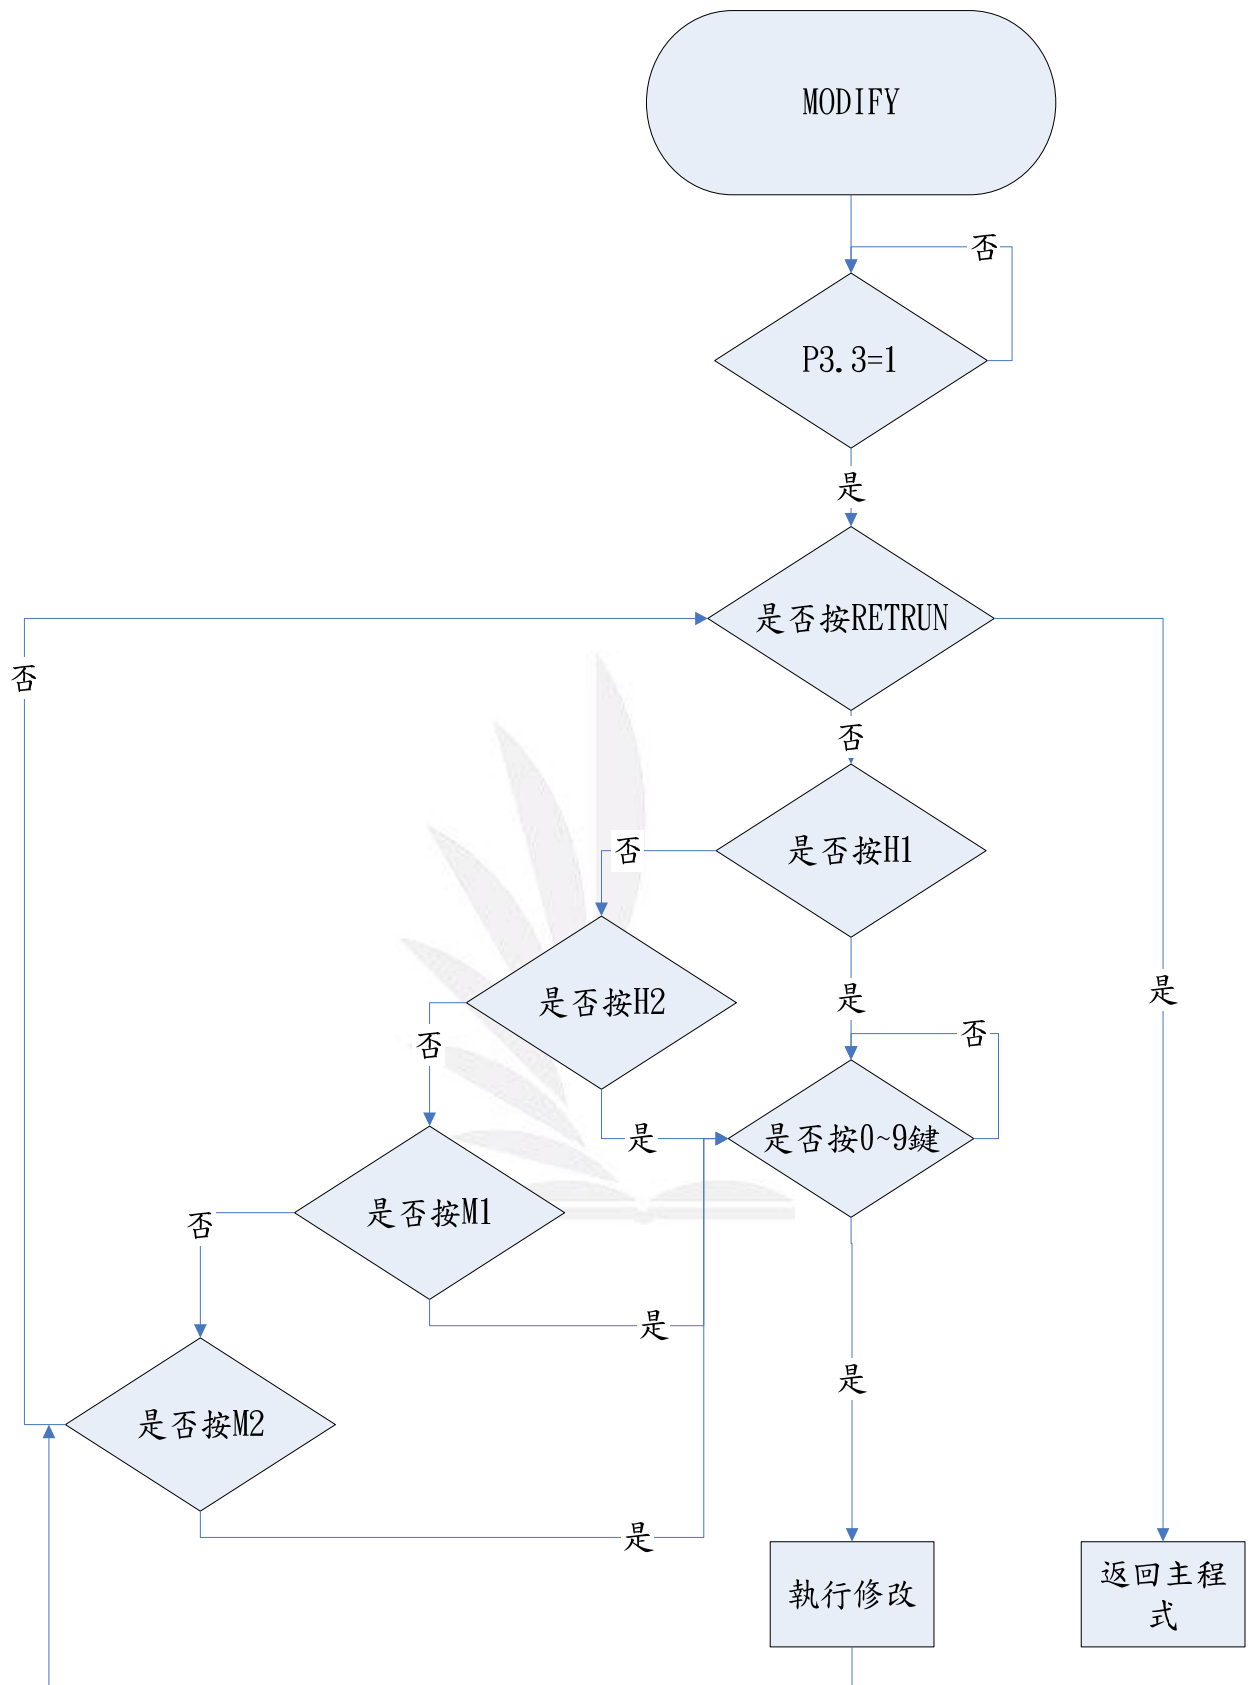 MODIFY
否
P3.3=1
是
是否按RETRUN
否
否
是否按H1
否
是否按H2
是
是
否
否
是否按0~9鍵
是
是否按M1
否
是
是
是否按M2
是
執行修改
返回主程
式